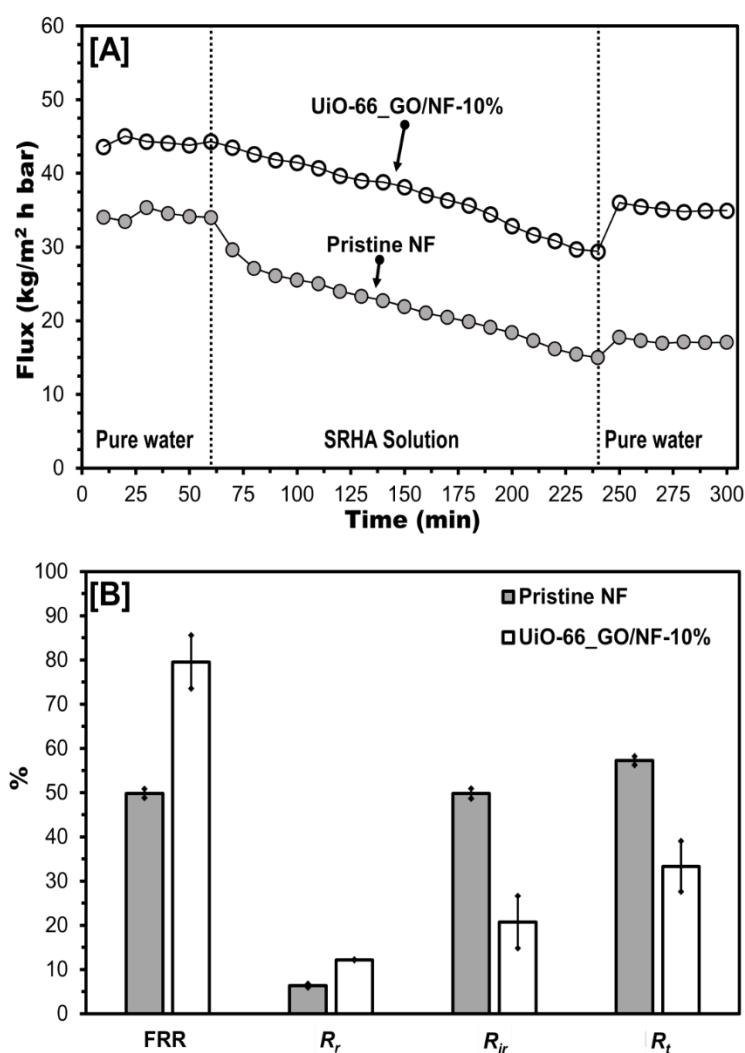 [A]
60
50
40
30
20
10
0
Flux (kg/m² h bar)
UiO-66_GO/NF-10%
Pristine NF
Pure water
SRHA Solution
Pure water
0 25 50 75 100 125 150 175 200 225 250 275 300
Time (min)
[B]
100
90
80
70
60
50
40
30
20
10
0
%
Pristine NF
UiO-66_GO/NF-10%
FRR Rr Rir Rt